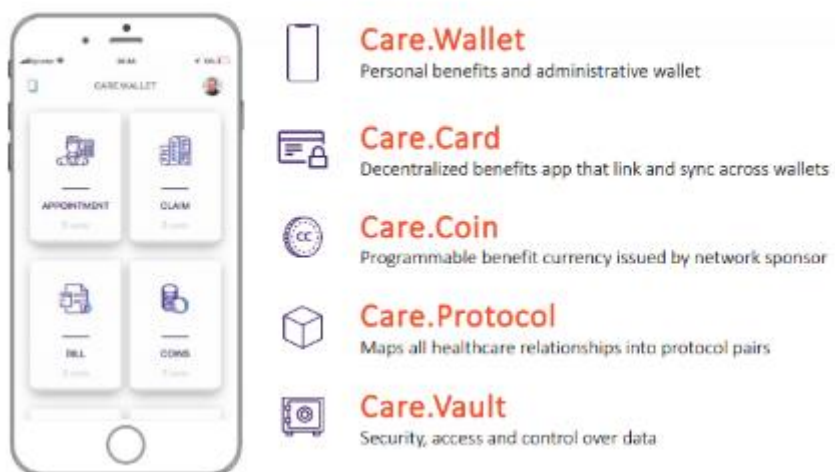 CARE.WALLET
APPOINTMENT
CLAIM
BILL
COINS
Care.Wallet
Personal benefits and administrative wallet
Care.Card
Decentralized benefits app that link and sync across wallets
CC
Care.Coin
Programmable benefit currency issued by network sponsor
Care.Protocol
Maps all healthcare relationships into protocol pairs
Care.Vault
Security, access and control over data